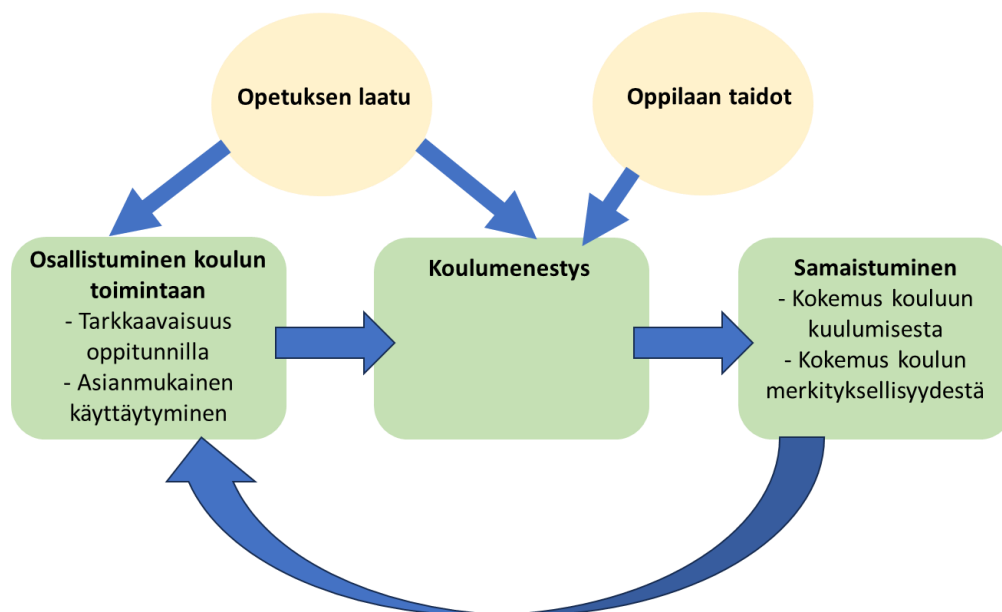 Opetuksen laatu
Oppilaan taidot
Osallistuminen koulun
toimintaan
- Tarkkaavaisuus
oppitunnilla
- Asianmukainen
käyttäytyminen
Koulumenestys
Samaistuminen
- Kokemus kouluun
kuulumisesta
- Kokemus koulun
merkityksellisyydestä